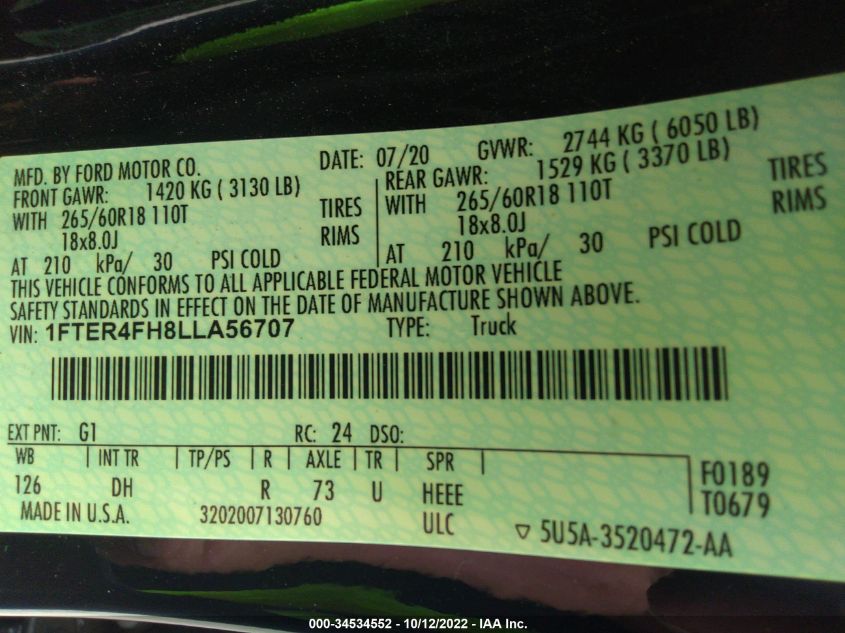 MFD. BY FORD MOTOR CO. DATE: 07/20 GVWR: 2744 KG ( 6050 LB)
FRONT GAWR: 1420 KG ( 3130 LB) REAR GAWR: 1529 KG ( 3370 LB)
WITH 265/60R18 110T TIRES WITH 265/60R18 110T TIRES
18x8.0J RIMS 18x8.0J RIMS
AT 210 kPa/ 30 PSI COLD AT 210 kPa/ 30 PSI COLD
THIS VEHICLE CONFORMS TO ALL APPLICABLE FEDERAL MOTOR VEHICLE
SAFETY STANDARDS IN EFFECT ON THE DATE OF MANUFACTURE SHOWN ABOVE.
VIN: 1FTER4FH8LLA56707 TYPE: Truck
EXT PNT: G1 RC: 24 DSO:
WB | INT TR | TP/PS | R | AXLE | TR | SPR | F0189
126 DH R 73 U HEEE T0679
MADE IN U.S.A. 3202007130760 ULC ▽ 5U5A-3520472-AA
000-34534552 - 10/12/2022 - IAA Inc.